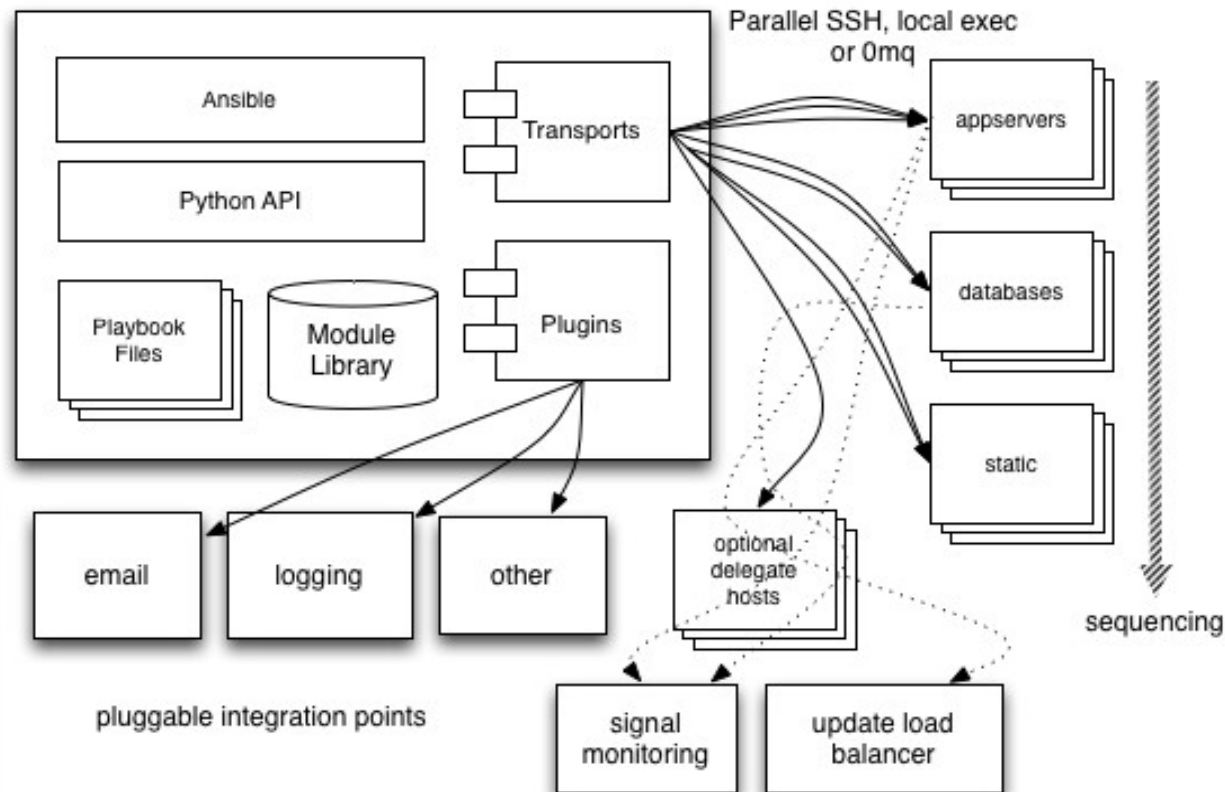 Parallel SSH, local exec
or 0mq
Ansible
Transports
appservers
Python API
databases
Playbook
Files
Module
Library
Plugins
static
email
logging
other
optional
delegate
hosts
sequencing
pluggable integration points
signal
monitoring
update load
balancer